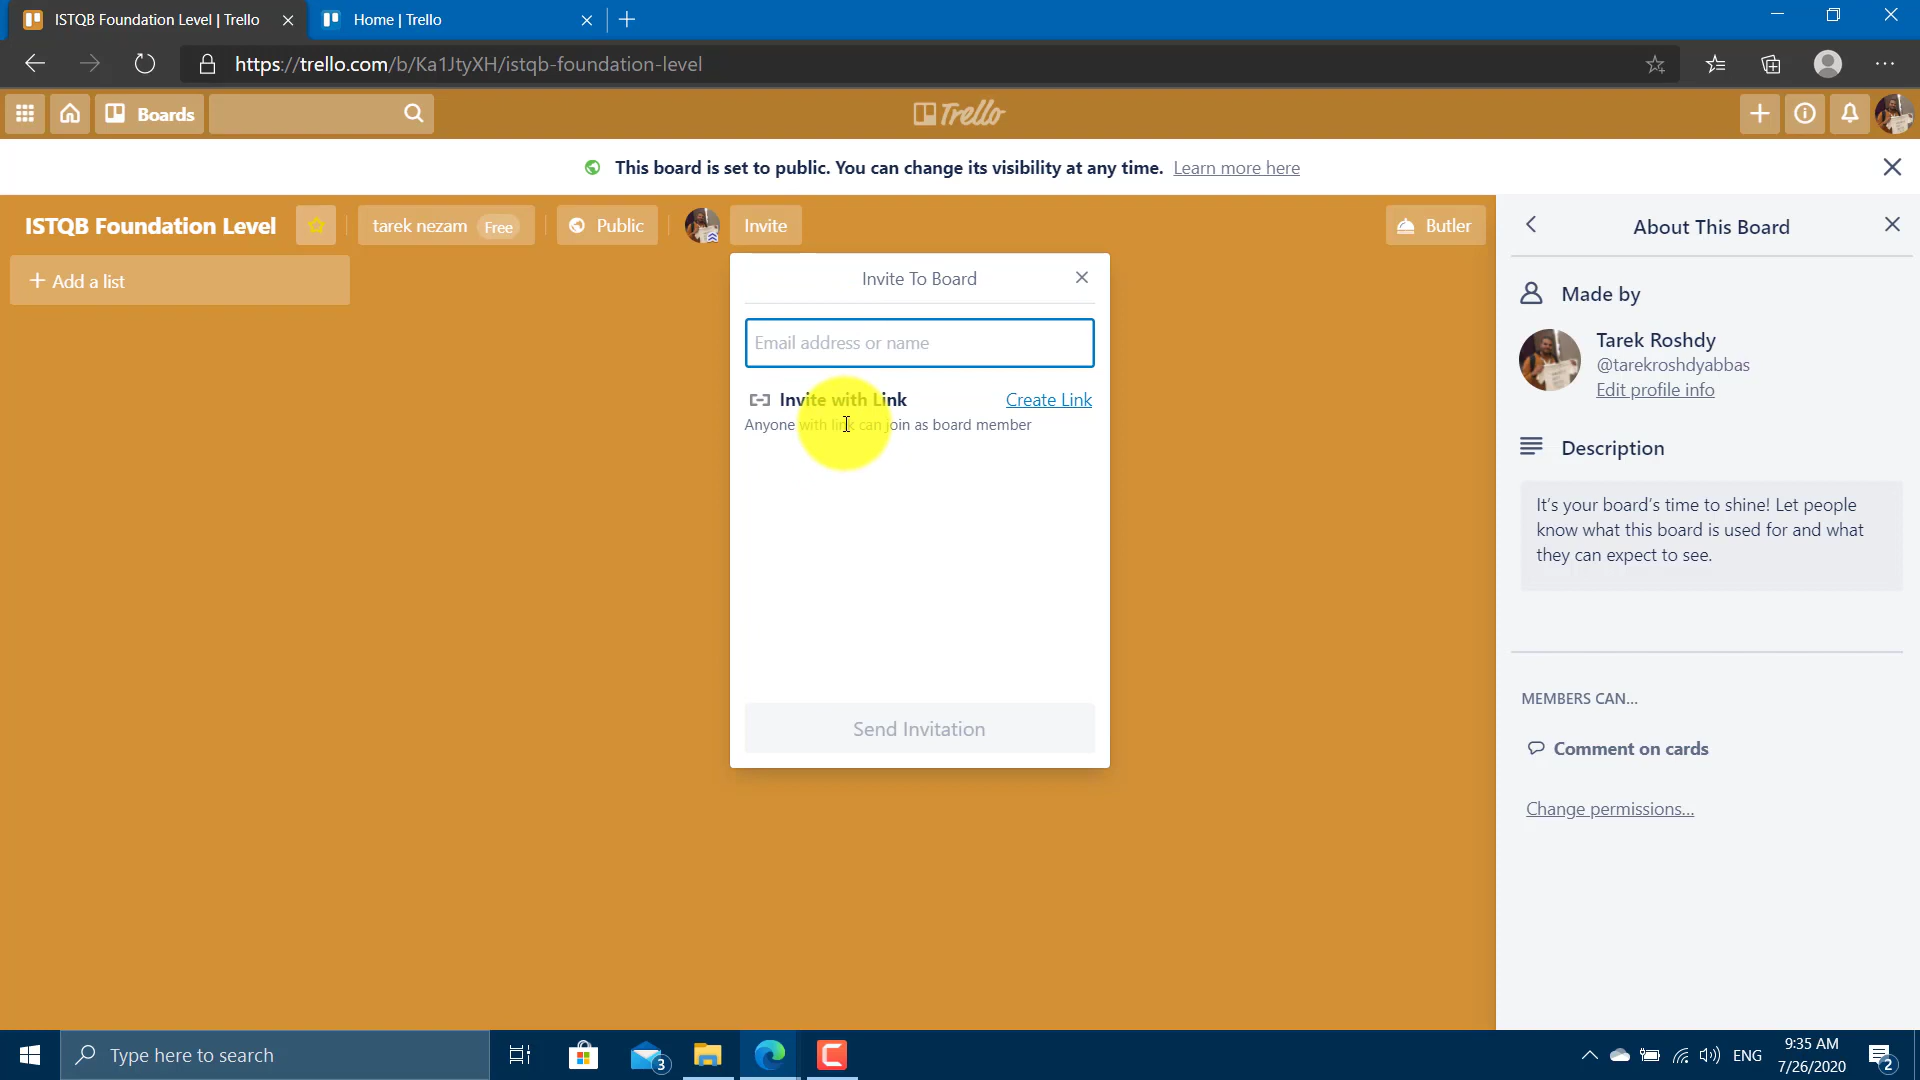 ISTQB Foundation Level | Trello
Home | Trello
https://trello.com/b/Ka1JtyXH/istqb-foundation-level
Boards
Trello
This board is set to public. You can change its visibility at any time. Learn more here
ISTQB Foundation Level
tarek nezam Free
Public
Invite
Butler
+ Add a list
Invite To Board
Email address or name
Invite with Link
Create Link
Anyone with link can join as board member
Send Invitation
About This Board
Made by
Tarek Roshdy
@tarekroshdyabbas
Edit profile info
Description
It's your board's time to shine! Let people
know what this board is used for and what
they can expect to see.
MEMBERS CAN...
Comment on cards
Change permissions...
Type here to search
3
ENG
9:35 AM
7/26/2020
2